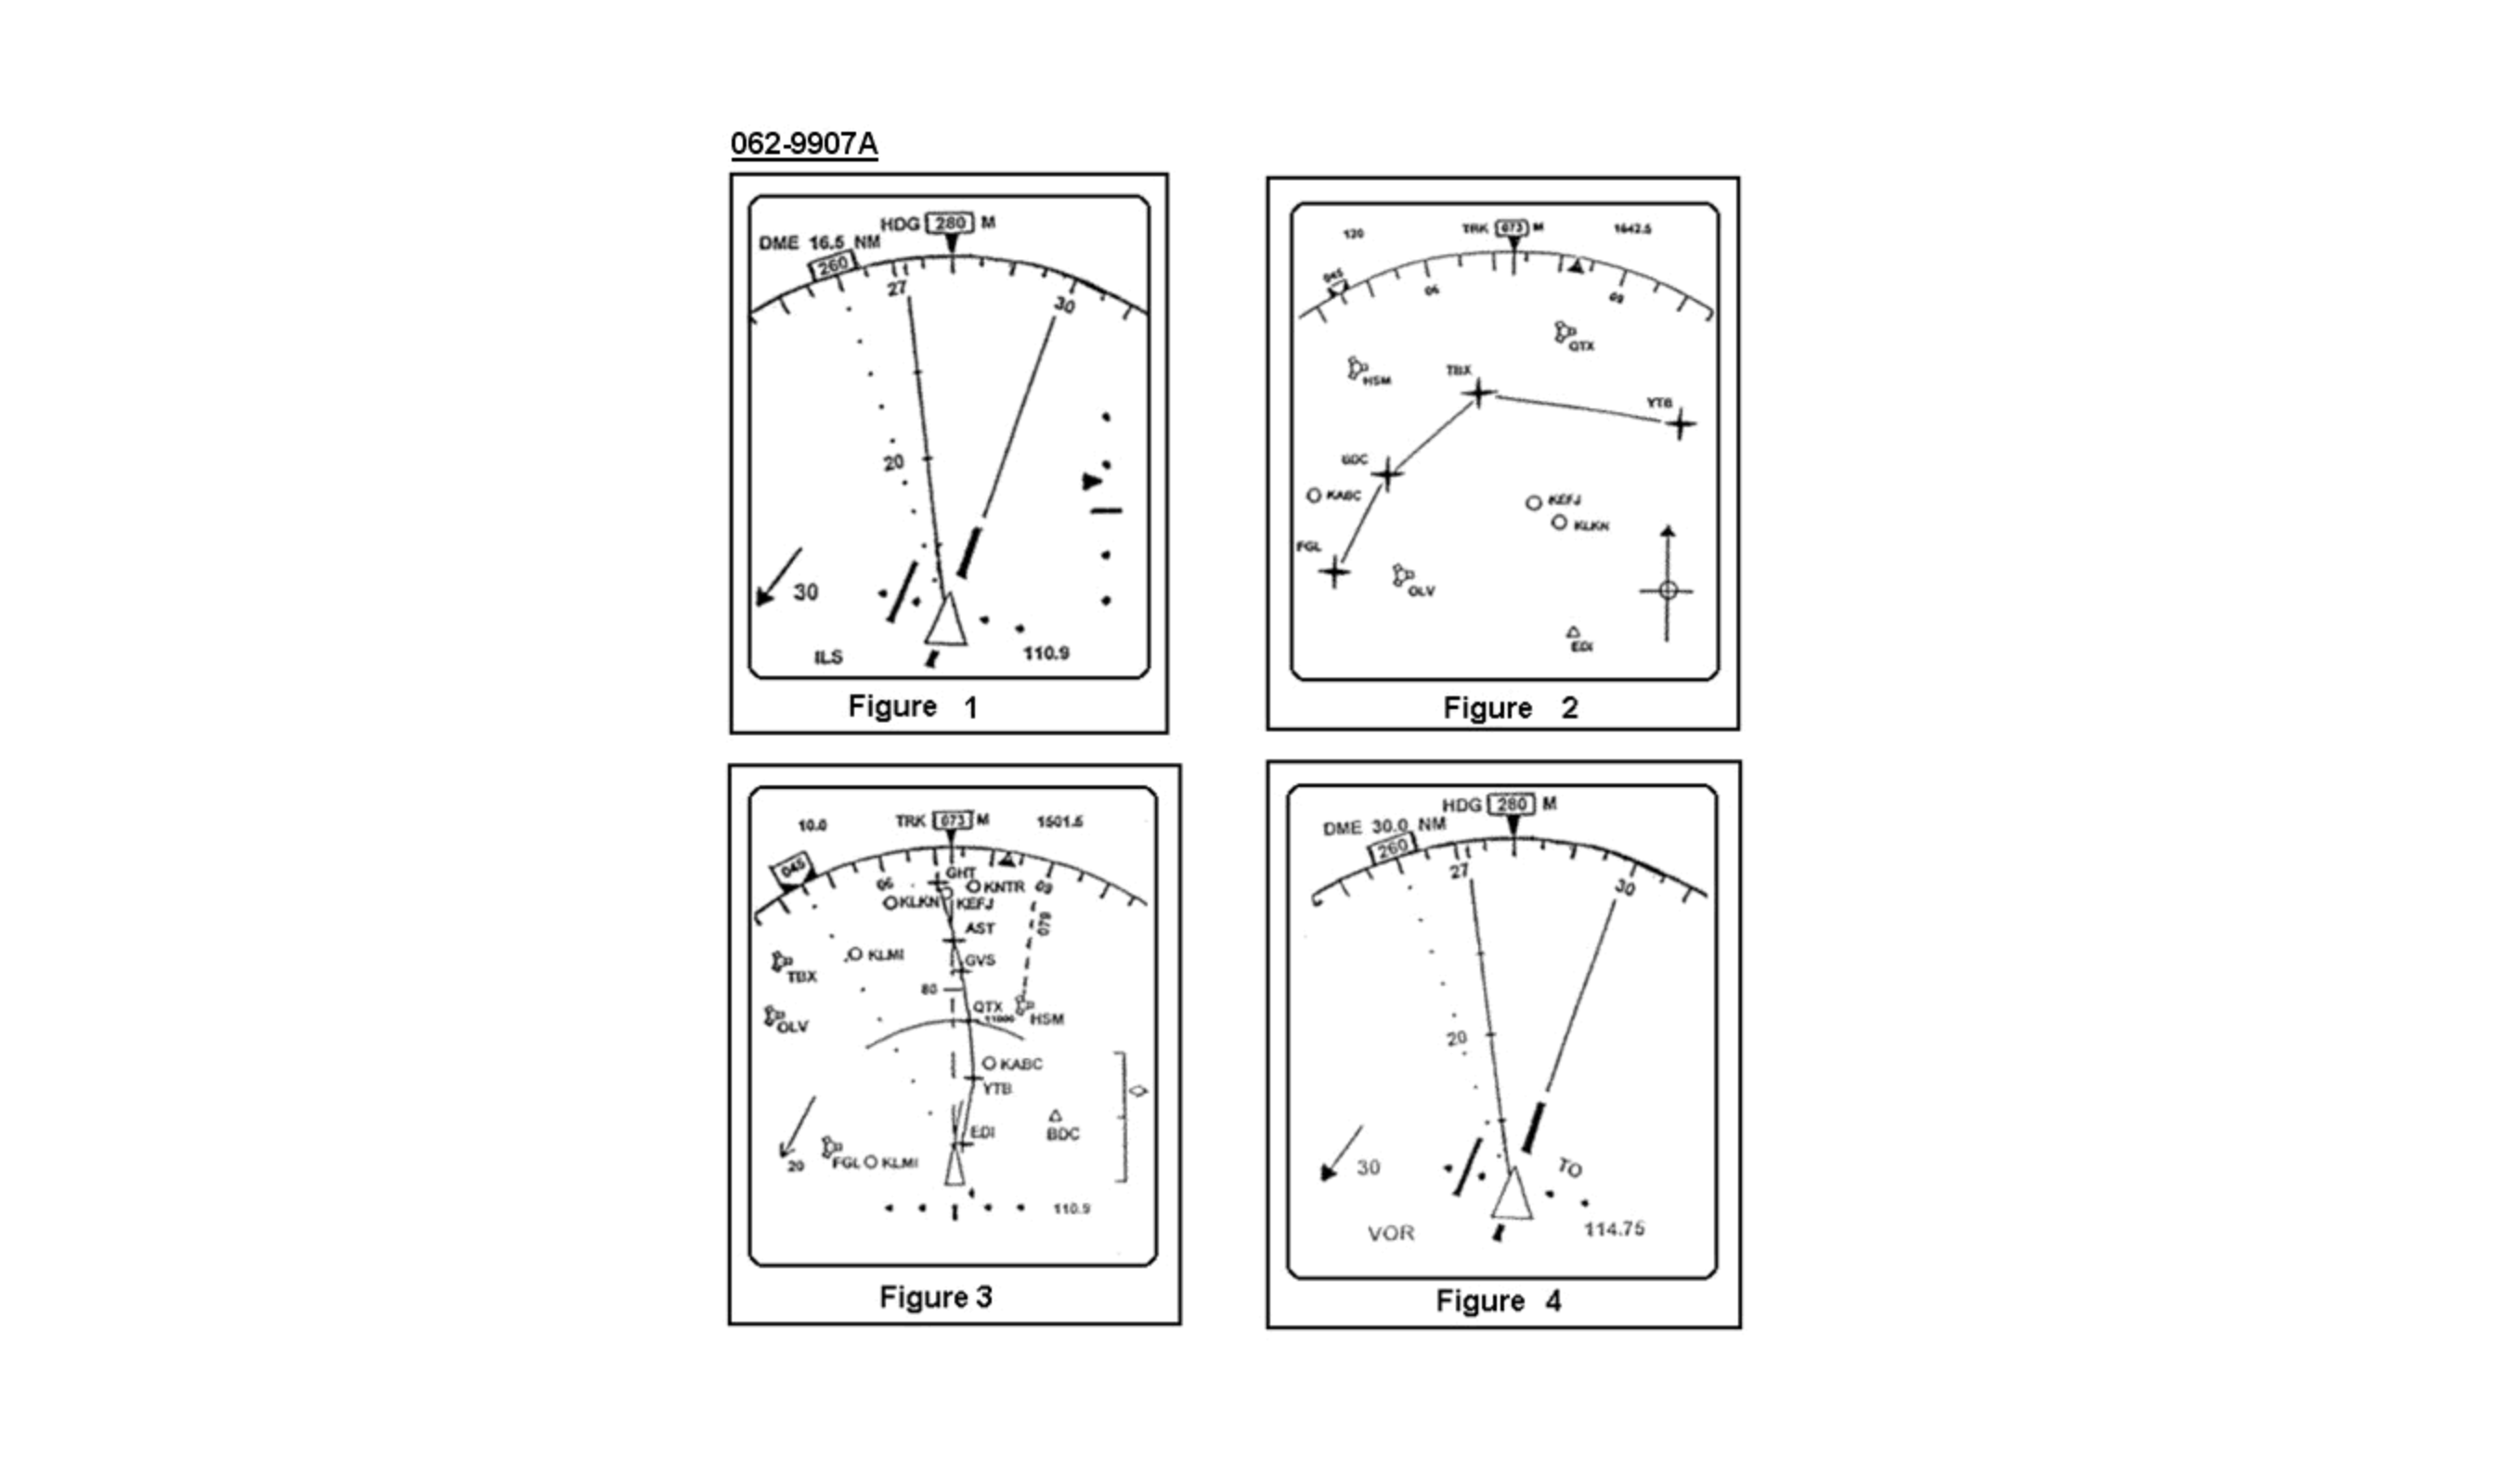 062-9907A
HDG 280 M
DME 16.5 NM
260
27
30
20
30
ILS
110.9
Figure 1
120
TRK 073 M
1642.5
045
06
09
QTX
HSM
TBX
YTB
BDC
KABC
KEFJ
KLKN
FGL
OLV
EDI
Figure 2
10.0
TRK 073 M
1501.5
045
06
GHT
KNTR
09
KLKN
KEFJ
079
AST
KLMI
GVS
TBX
80
QTX
11000
HSM
OLV
KABC
YTB
EDI
BDC
20
FGL
KLMI
110.9
Figure 3
HDG 280 M
DME 30.0 NM
260
27
30
20
30
TO
VOR
114.75
Figure 4